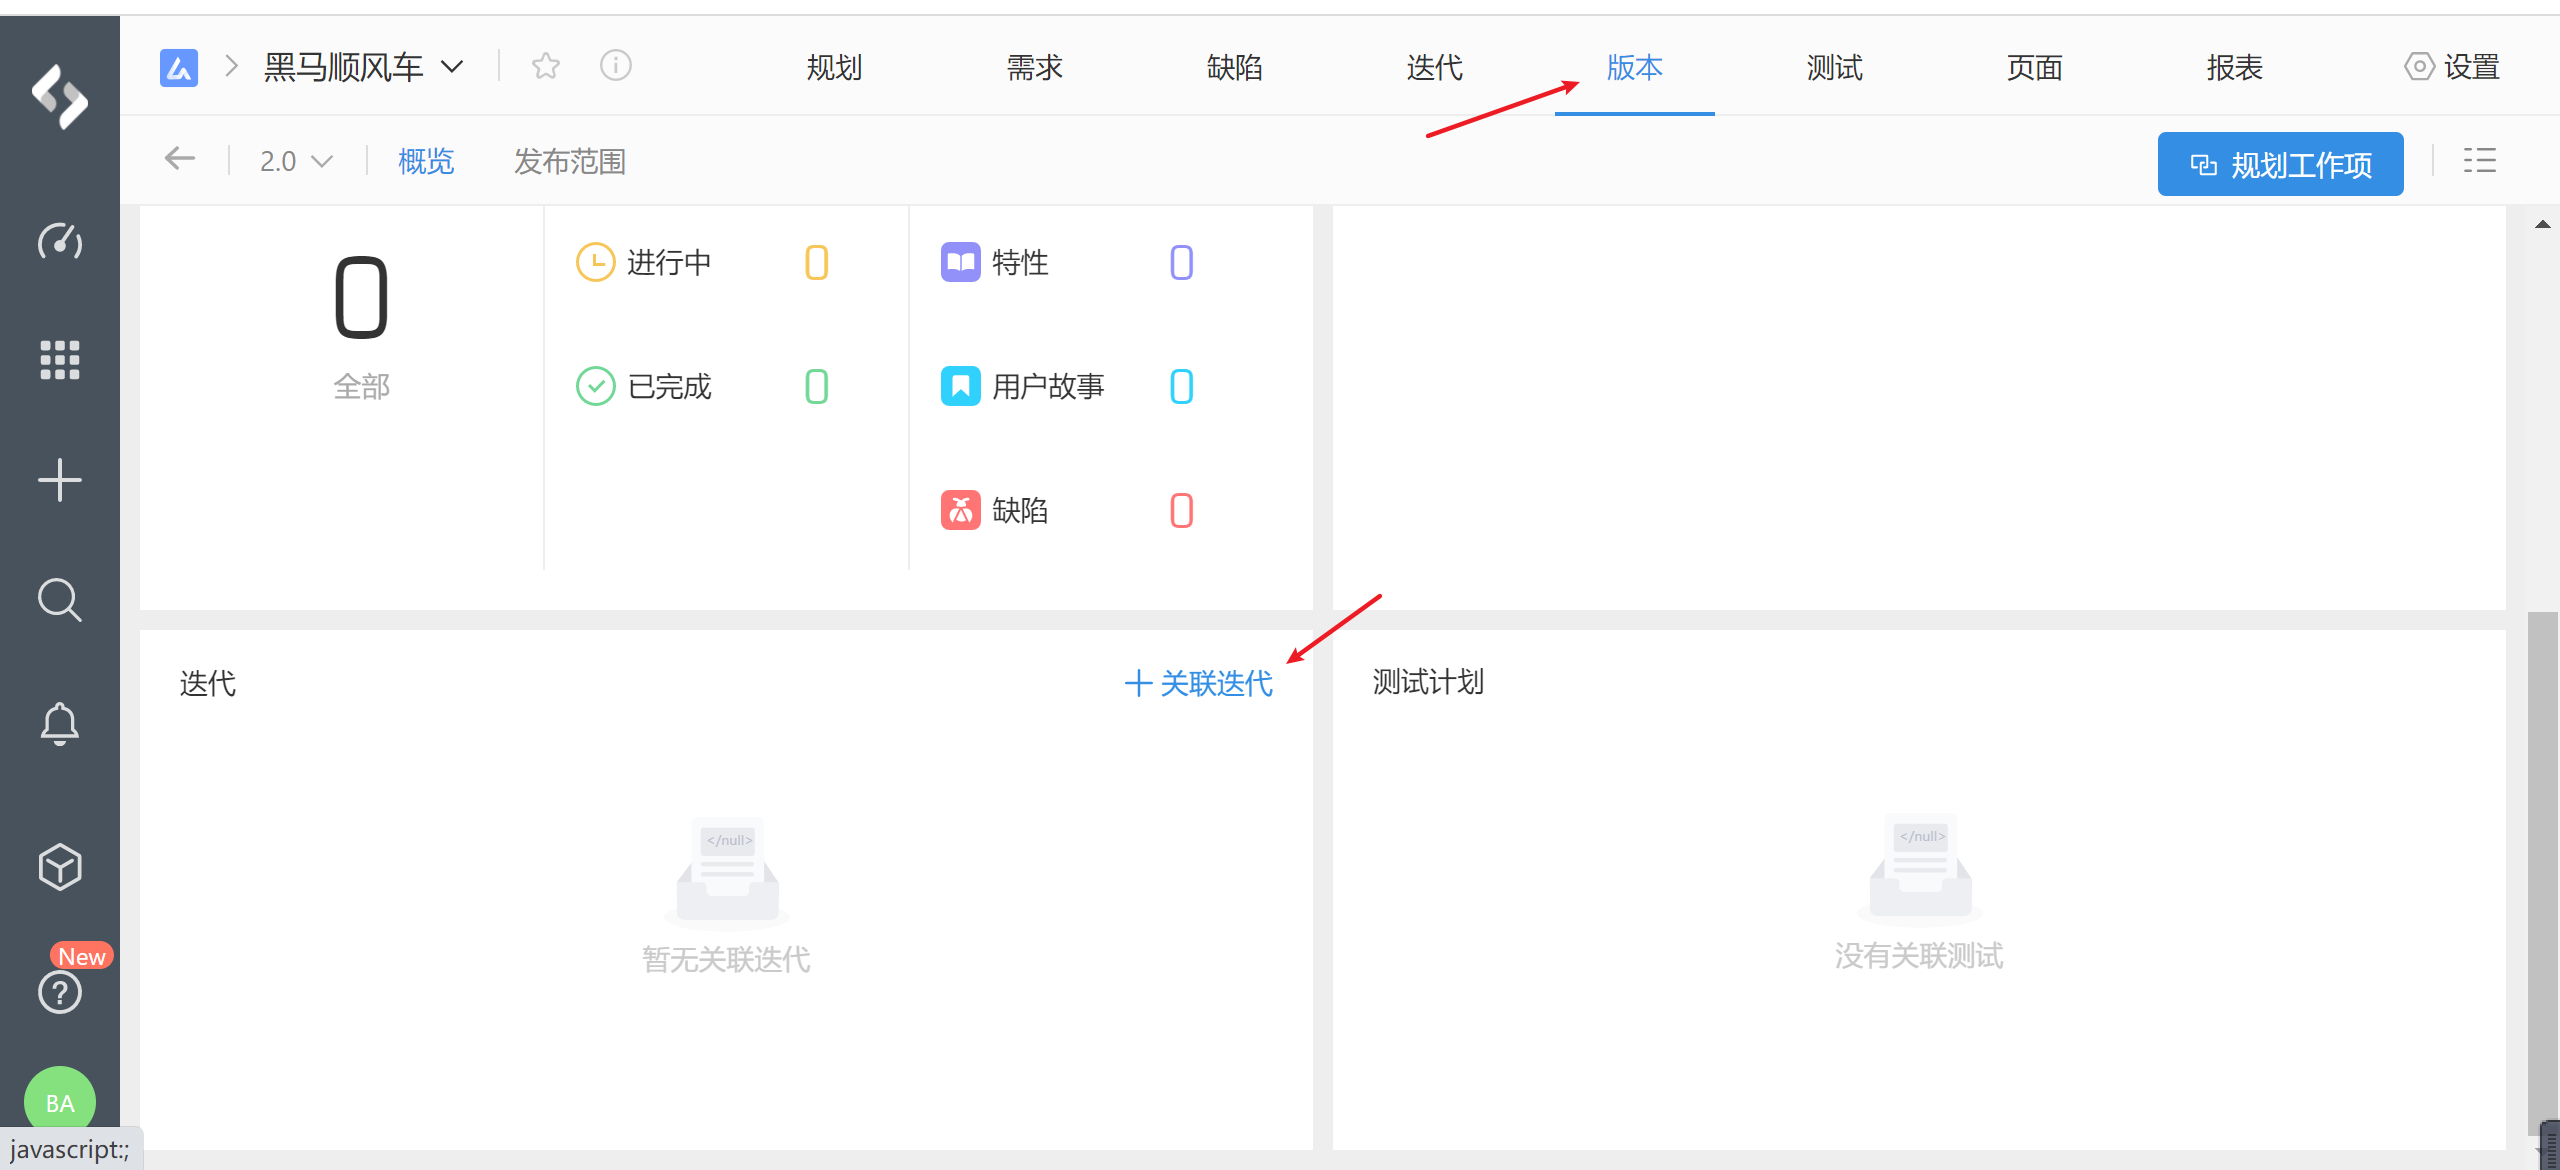 黑马顺风车 规划 需求 缺陷 迭代 版本 测试 页面 报表 设置
2.0 概览 发布范围 规划工作项
0
全部
进行中 0
已完成 0
特性 0
用户故事 0
缺陷 0
迭代 关联迭代
</null>
暂无关联迭代
测试计划
</null>
没有关联测试
New
BA
javascript:;